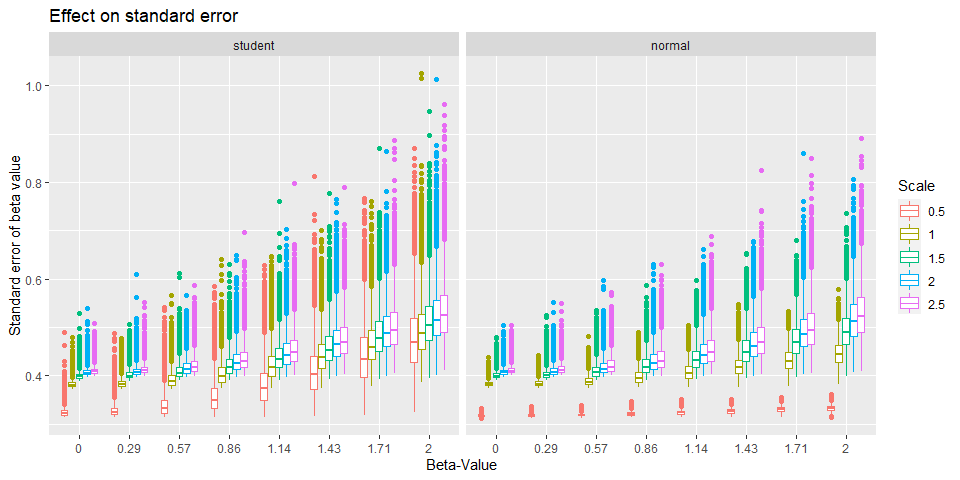 Effect on standard error
student
normal
Standard error of beta value
1.0
0.8
0.6
0.4
0 0.29 0.57 0.86 1.14 1.43 1.71 2
0 0.29 0.57 0.86 1.14 1.43 1.71 2
Beta-Value
Scale
0.5
1
1.5
2
2.5